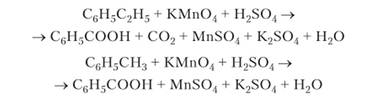 C₆H₅C₂H₅ + KMnO₄ + H₂SO₄ →
→ C₆H₅COOH + CO₂ + MnSO₄ + K₂SO₄ + H₂O
C₆H₅CH₃ + KMnO₄ + H₂SO₄ →
→ C₆H₅COOH + MnSO₄ + K₂SO₄ + H₂O